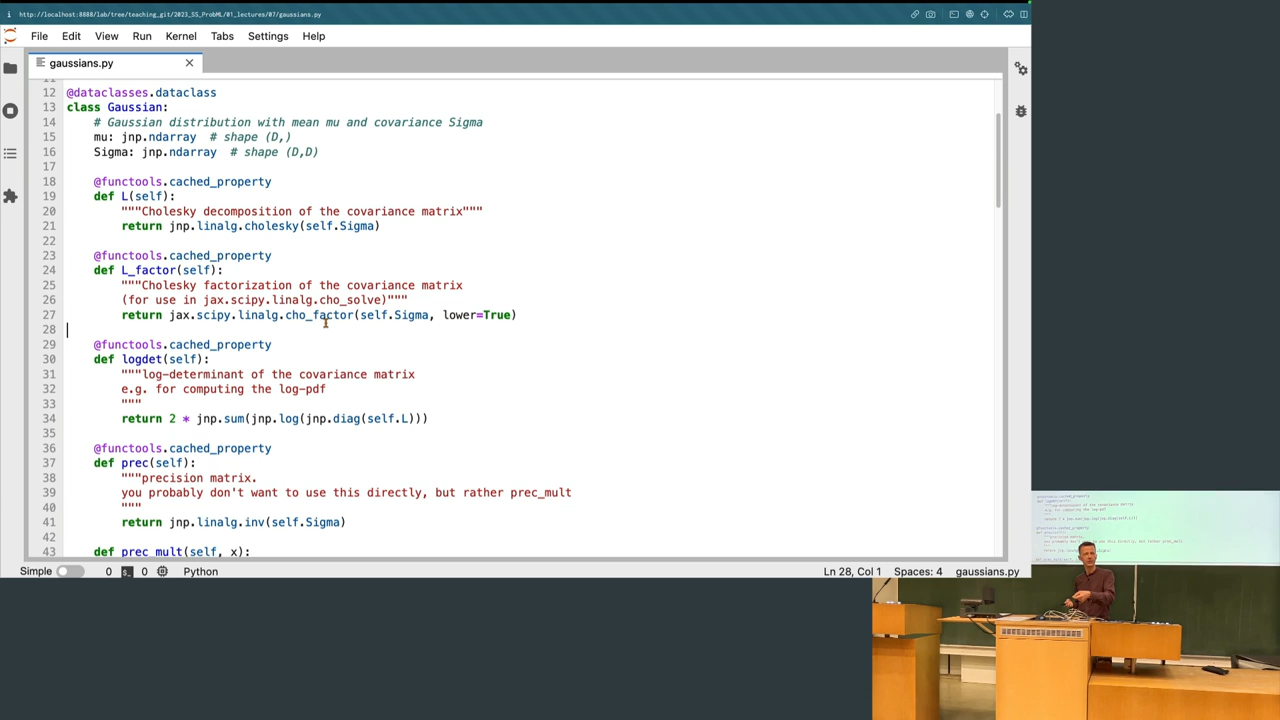 http://localhost:8888/lab/tree/teaching_git/2023_SS_ProbML/01_lectures/07/gaussians.py
File Edit View Run Kernel Tabs Settings Help
gaussians.py
11
12 @dataclasses.dataclass
13 class Gaussian:
14 # Gaussian distribution with mean mu and covariance Sigma
15 mu: jnp.ndarray # shape (D,)
16 Sigma: jnp.ndarray # shape (D,D)
17
18 @functools.cached_property
19 def L(self):
20 """Cholesky decomposition of the covariance matrix"""
21 return jnp.linalg.cholesky(self.Sigma)
22
23 @functools.cached_property
24 def L_factor(self):
25 """Cholesky factorization of the covariance matrix
26 (for use in jax.scipy.linalg.cho_solve)"""
27 return jax.scipy.linalg.cho_factor(self.Sigma, lower=True)
28
29 @functools.cached_property
30 def logdet(self):
31 """log-determinant of the covariance matrix
32 e.g. for computing the log-pdf
33 """
34 return 2 * jnp.sum(jnp.log(jnp.diag(self.L)))
35
36 @functools.cached_property
37 def prec(self):
38 """precision matrix.
39 you probably don't want to use this directly, but rather prec_mult
40 """
41 return jnp.linalg.inv(self.Sigma)
42
43 def prec_mult(self, x):
Simple 0 0 Python Ln 28, Col 1 Spaces: 4 gaussians.py